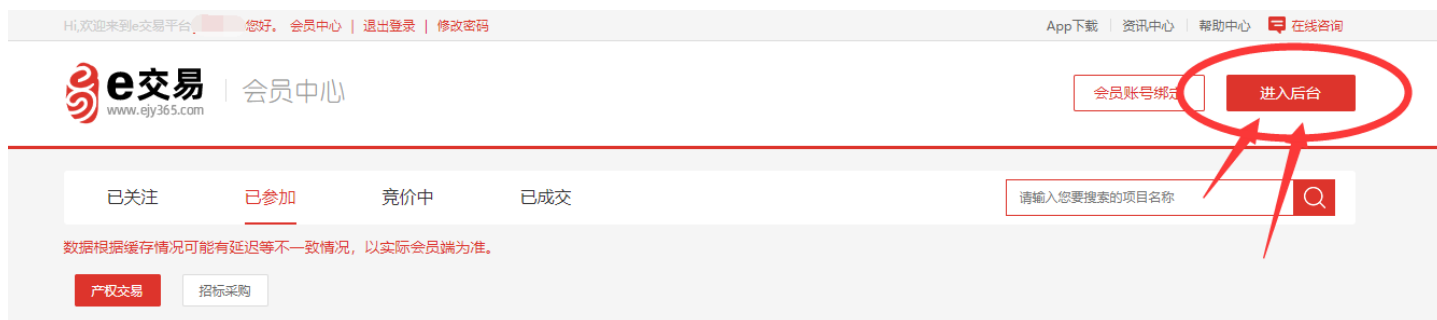 Hi,欢迎来到e交易平台, 您好。 会员中心 | 退出登录 | 修改密码
App下载 资讯中心 帮助中心 在线咨询
e交易 会员中心
www.ejy365.com
会员账号绑定 进入后台
已关注 已参加 竞价中 已成交 请输入您要搜索的项目名称
数据根据缓存情况可能有延迟等不一致情况，以实际会员端为准。
产权交易 招标采购